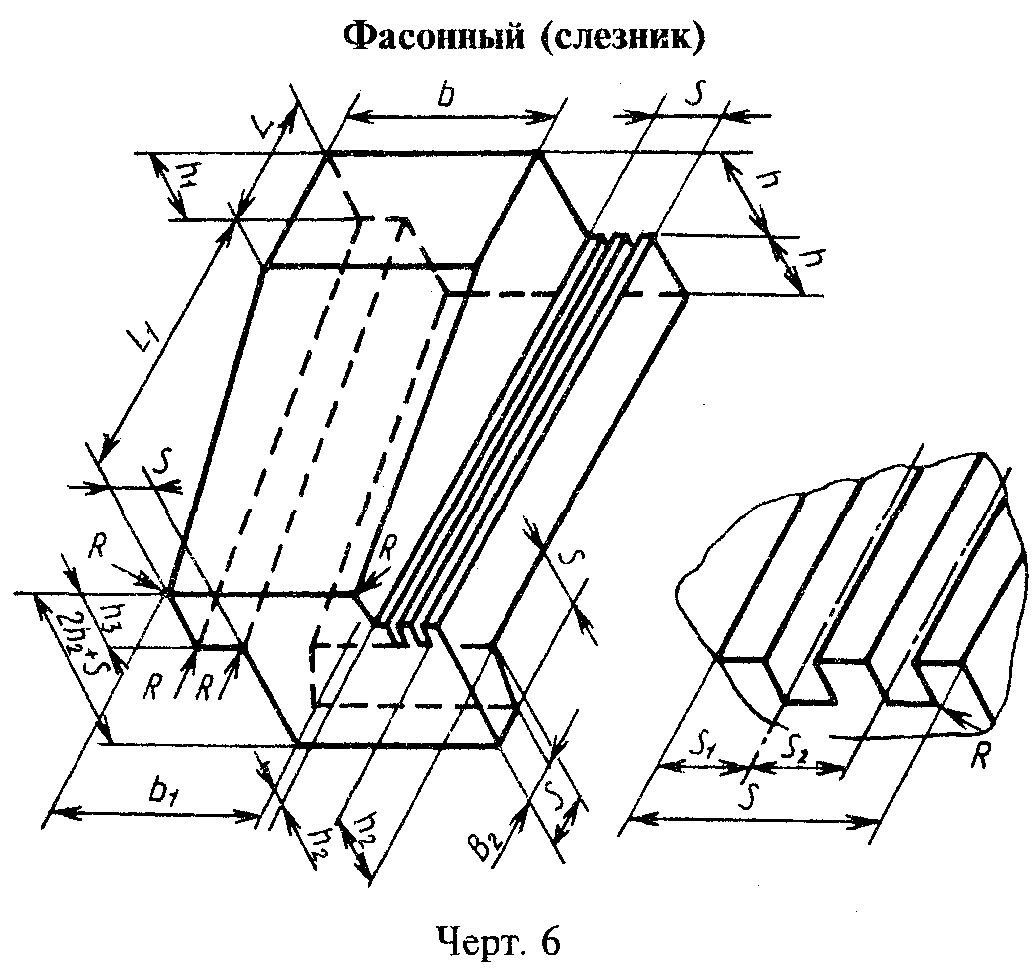 Фасонный (слезник)
b
S
L
h₁
h
h
L₁
S
R
R
S
h₃
2h₂+S
R
R
S₁
S₂
R
S
b₁
h₂
h₂
B₂
S
Черт. 6